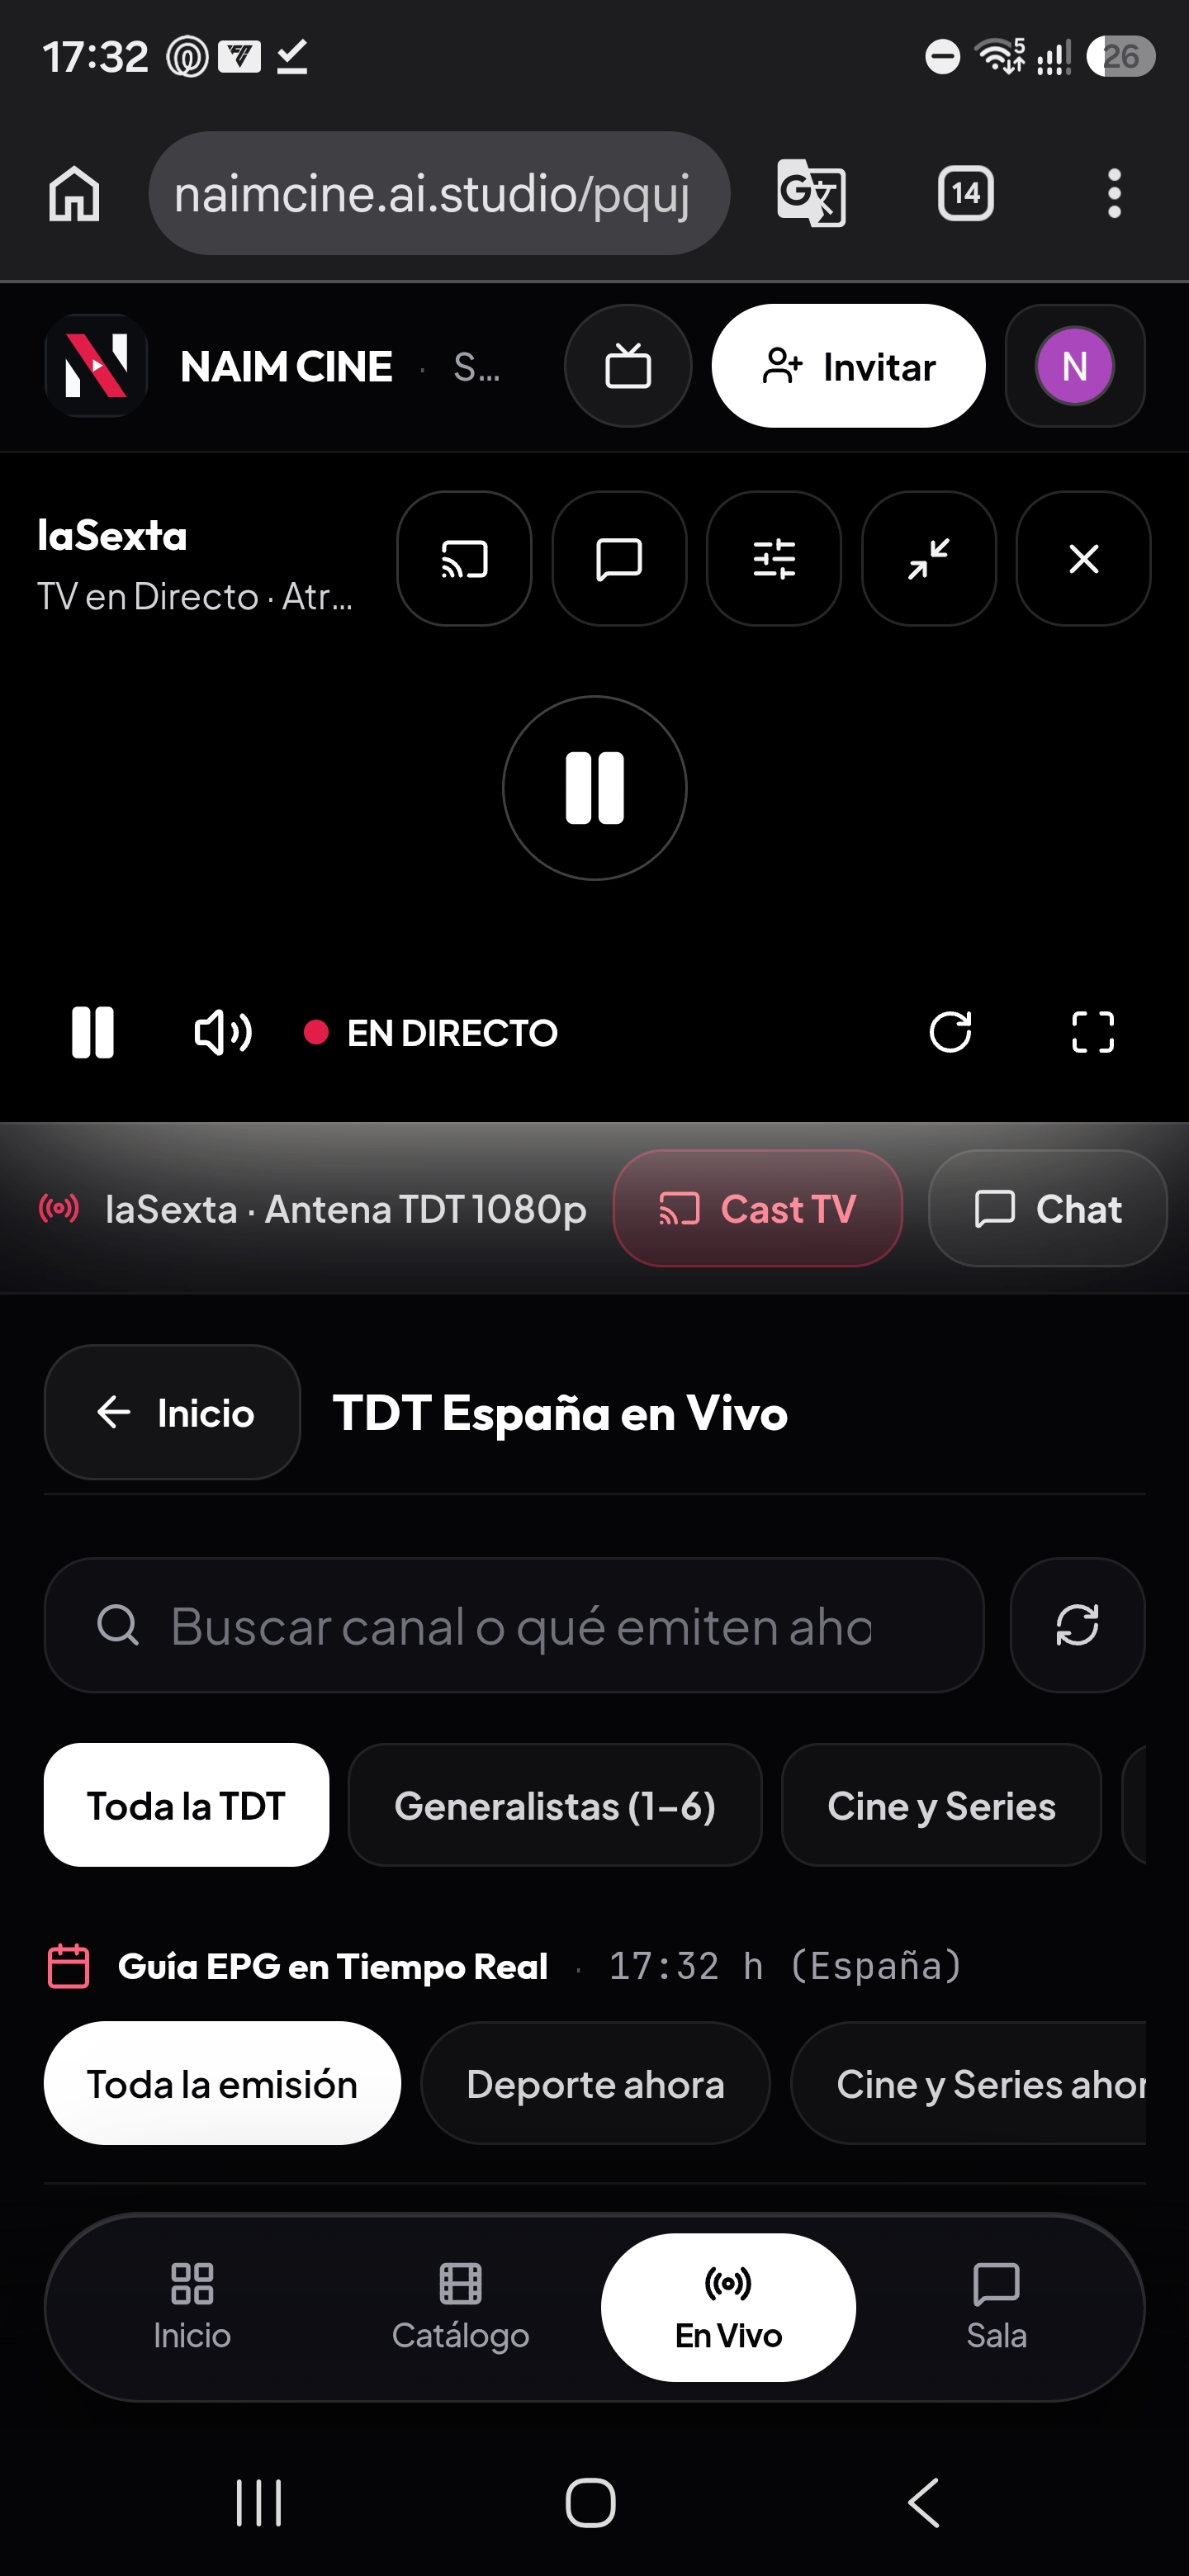 17:32
5
26
naimcine.ai.studio/pquj
14
NAIM CINE · S...
Invitar
N
laSexta
TV en Directo · Atr...
EN DIRECTO
laSexta · Antena TDT 1080p
Cast TV
Chat
Inicio
TDT España en Vivo
Buscar canal o qué emiten aho
Toda la TDT
Generalistas (1–6)
Cine y Series
Guía EPG en Tiempo Real · 17:32 h (España)
Toda la emisión
Deporte ahora
Cine y Series ahor
Inicio
Catálogo
En Vivo
Sala